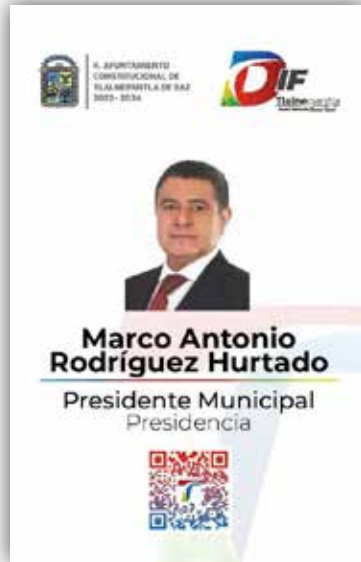 H. AYUNTAMIENTO
CONSTITUCIONAL DE
TLALNEPANTLA DE BAZ
2022-2024
DIF
Tlalnepantla
Marco Antonio
Rodríguez Hurtado
Presidente Municipal
Presidencia